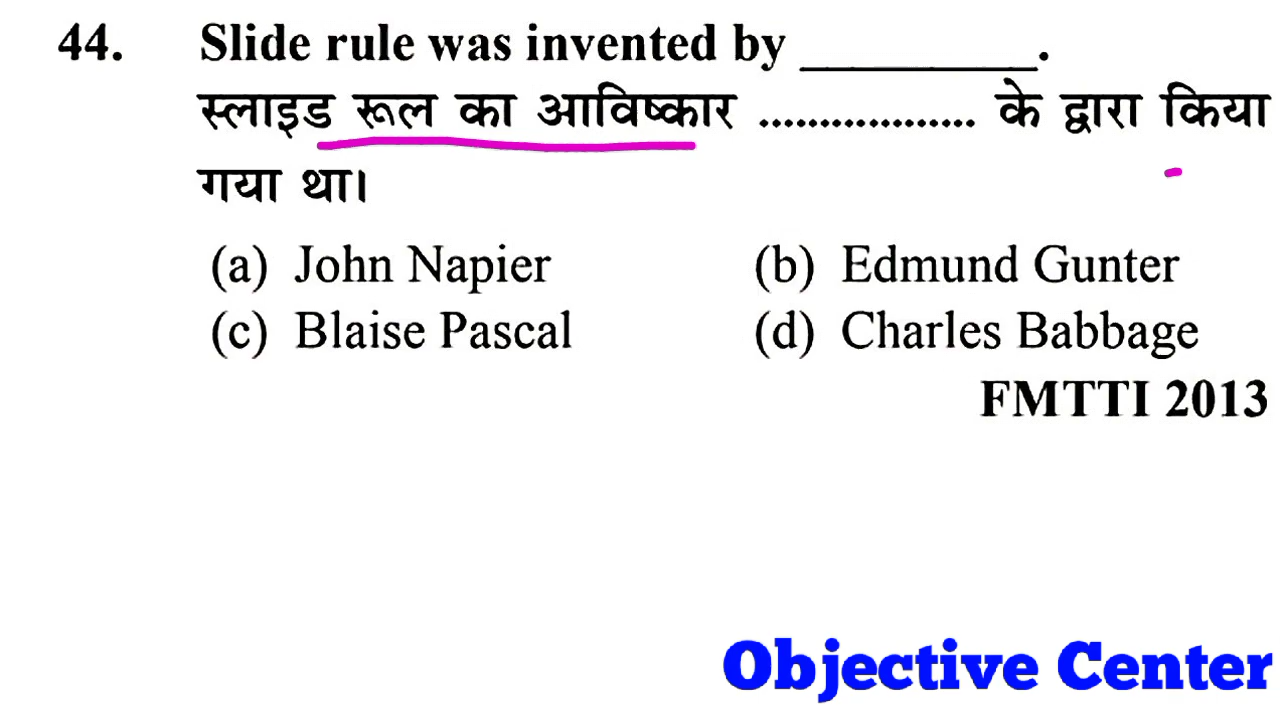 44. Slide rule was invented by __________.
स्लाइड रूल का आविष्कार .................. के द्वारा किया
गया था।
(a) John Napier (b) Edmund Gunter
(c) Blaise Pascal (d) Charles Babbage
FMTTI 2013
Objective Center